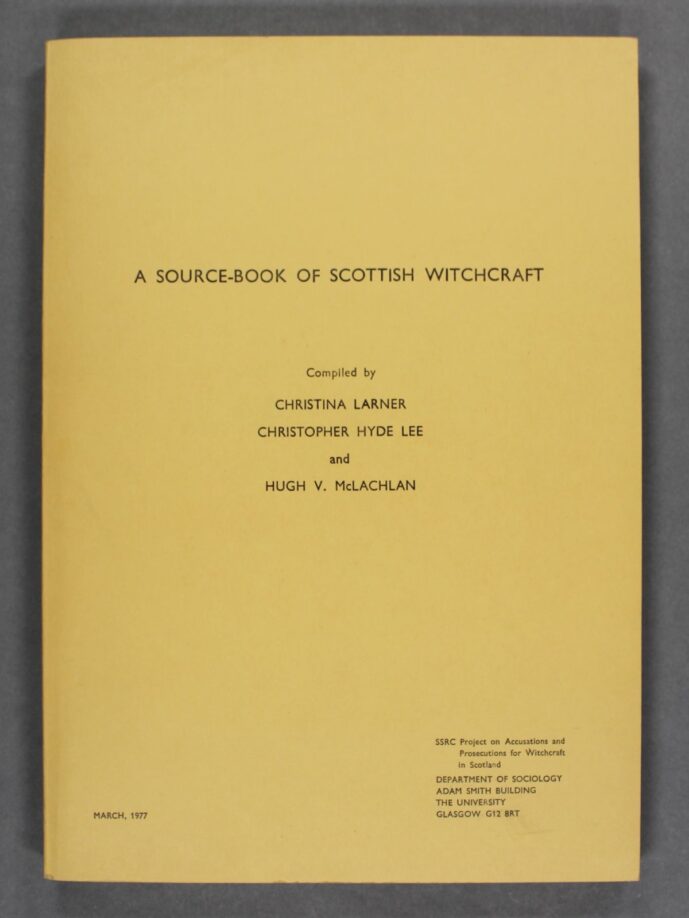 A SOURCE-BOOK OF SCOTTISH WITCHCRAFT
Compiled by
CHRISTINA LARNER
CHRISTOPHER HYDE LEE
and
HUGH V. McLACHLAN
SSRC Project on Accusations and
Prosecutions for Witchcraft
in Scotland
DEPARTMENT OF SOCIOLOGY
ADAM SMITH BUILDING
THE UNIVERSITY
GLASGOW G12 8RT
MARCH, 1977